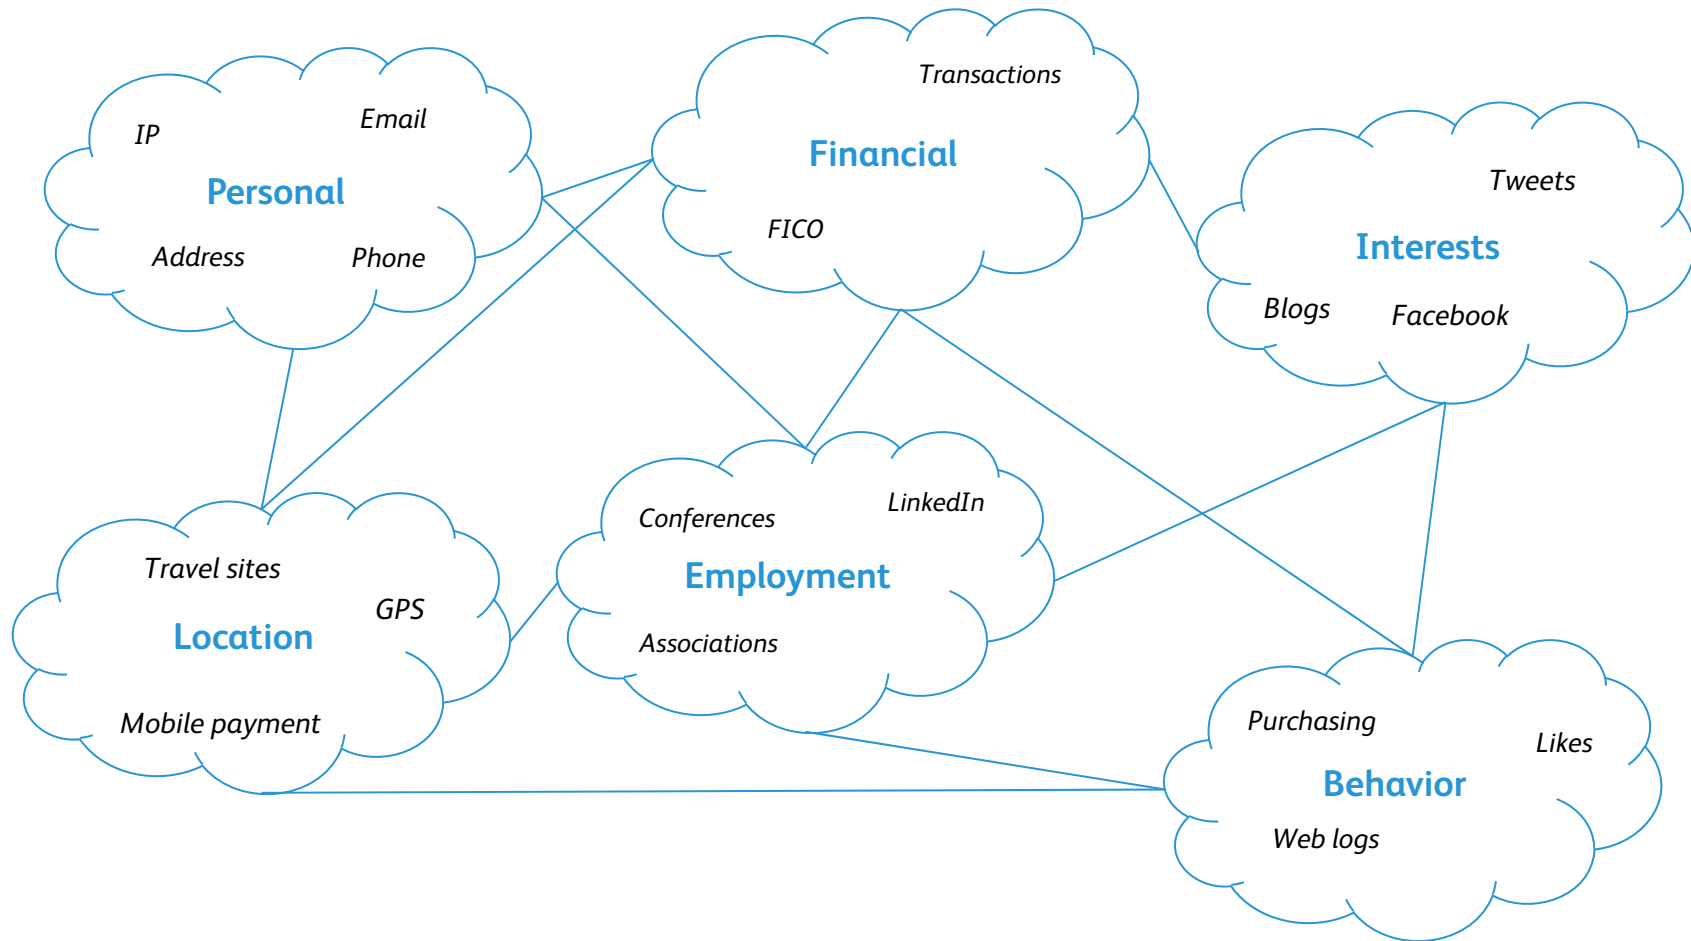 IP
Email
Personal
Address
Phone
Transactions
Financial
FICO
Tweets
Interests
Blogs
Facebook
Travel sites
GPS
Location
Mobile payment
Conferences
LinkedIn
Employment
Associations
Purchasing
Likes
Behavior
Web logs